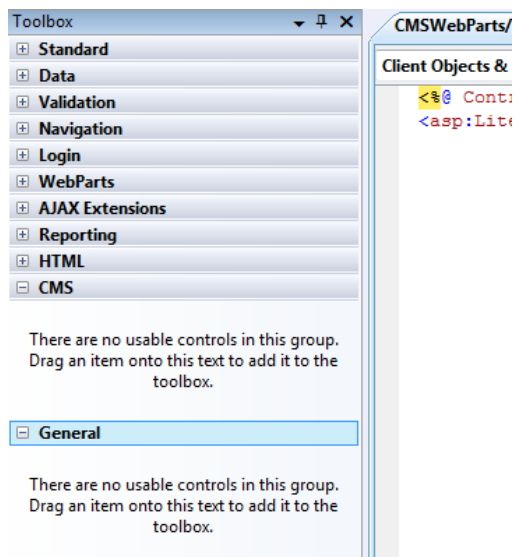 Toolbox
Standard
Data
Validation
Navigation
Login
WebParts
AJAX Extensions
Reporting
HTML
CMS
There are no usable controls in this group.
Drag an item onto this text to add it to the
toolbox.
General
There are no usable controls in this group.
Drag an item onto this text to add it to the
toolbox.
CMSWebParts/
Client Objects &
<%@ Cont
<asp:Lit